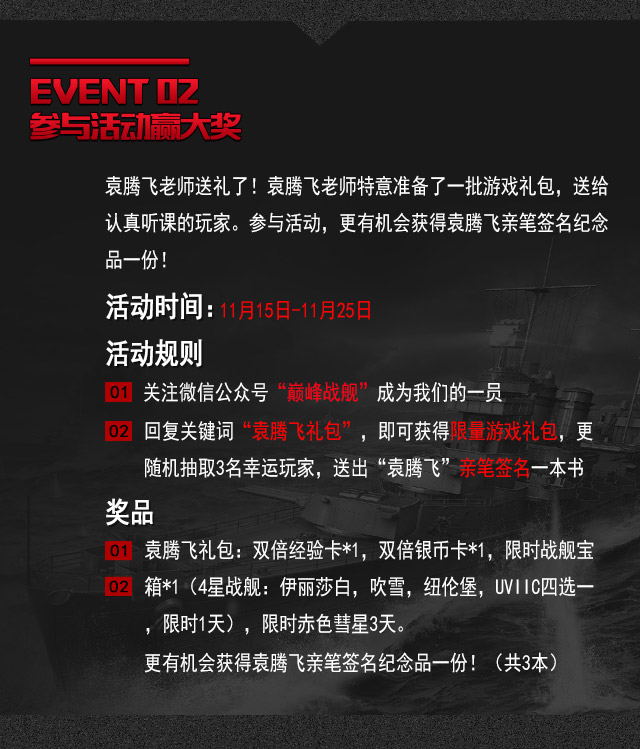 EVENT 02
参与活动赢大奖
袁腾飞老师送礼了！袁腾飞老师特意准备了一批游戏礼包，送给
认真听课的玩家。参与活动，更有机会获得袁腾飞亲笔签名纪念
品一份！
活动时间：11月15日-11月25日
活动规则
01 关注微信公众号“巅峰战舰”成为我们的一员
02 回复关键词“袁腾飞礼包”，即可获得限量游戏礼包，更
随机抽取3名幸运玩家，送出“袁腾飞”亲笔签名一本书
奖品
01 袁腾飞礼包：双倍经验卡*1，双倍银币卡*1，限时战舰宝
02 箱*1（4星战舰：伊丽莎白，吹雪，纽伦堡，UVIIC四选一
，限时1天），限时赤色彗星3天。
更有机会获得袁腾飞亲笔签名纪念品一份！（共3本）